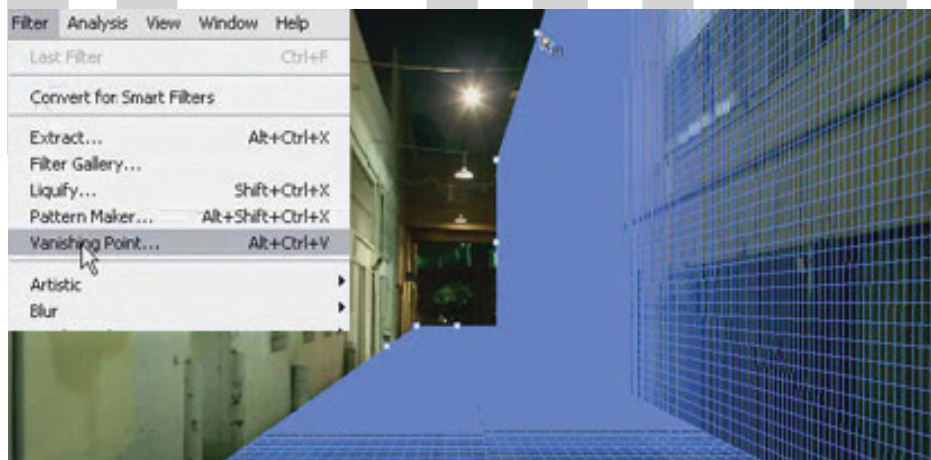 Filter Analysis View Window Help
Last Filter Ctrl+F
Convert for Smart Filters
Extract... Alt+Ctrl+X
Filter Gallery...
Liquify... Shift+Ctrl+X
Pattern Maker... Alt+Shift+Ctrl+X
Vanishing Point... Alt+Ctrl+V
Artistic
Blur